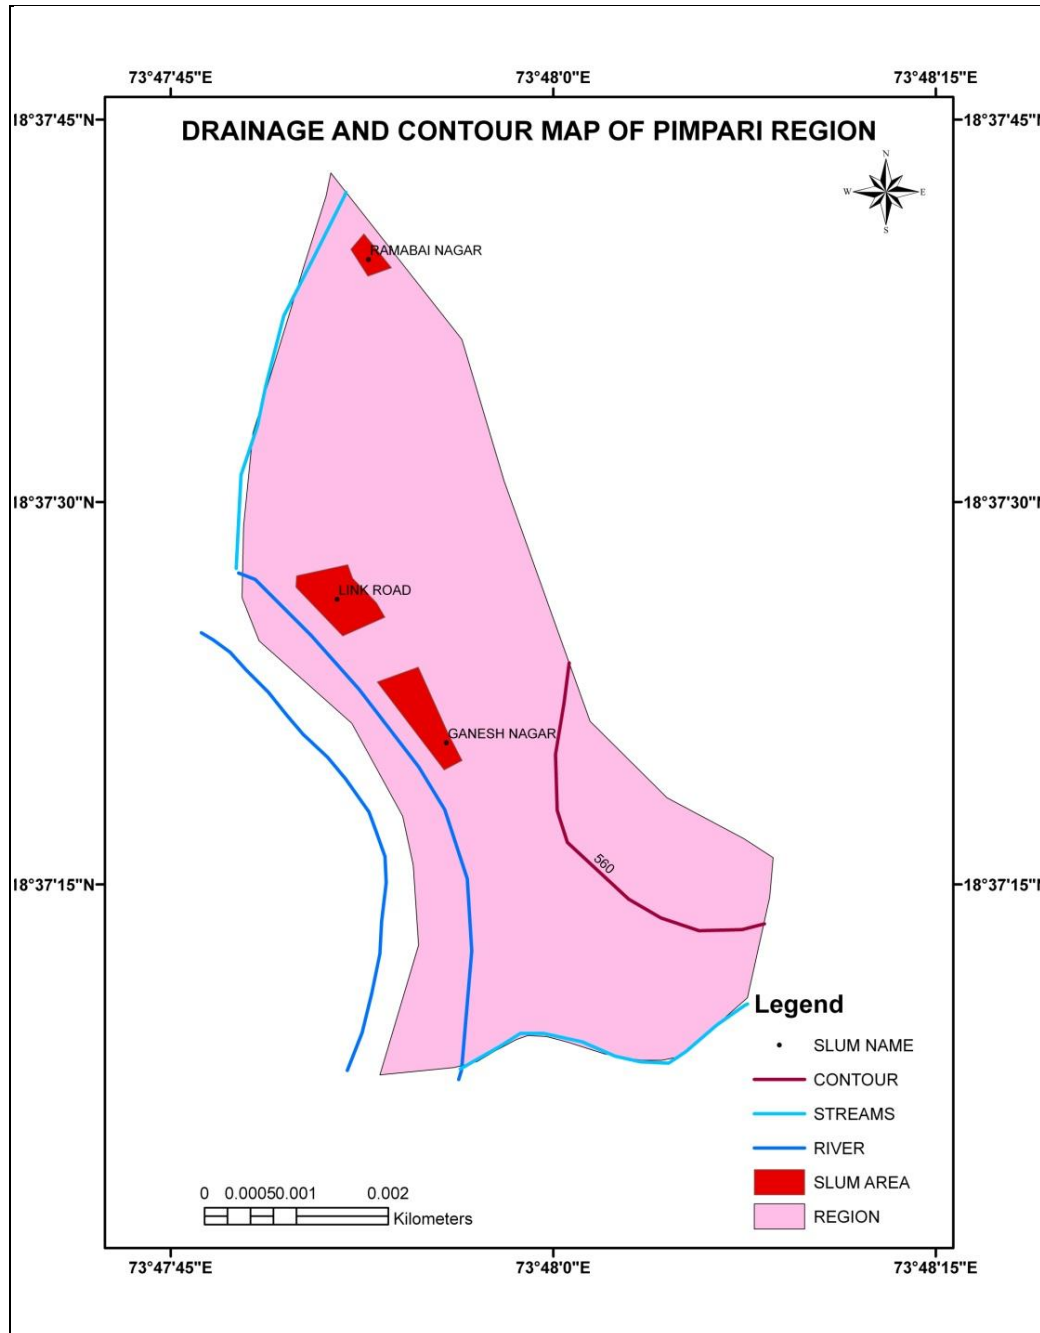 73°47'45"E 73°48'0"E 73°48'15"E
18°37'45"N 18°37'45"N
DRAINAGE AND CONTOUR MAP OF PIMPARI REGION
N
W E
S
RAMABAI NAGAR
18°37'30"N 18°37'30"N
LINK ROAD
GANESH NAGAR
560
18°37'15"N 18°37'15"N
Legend
SLUM NAME
CONTOUR
STREAMS
RIVER
SLUM AREA
REGION
0 0.00050.001 0.002
Kilometers
73°47'45"E 73°48'0"E 73°48'15"E